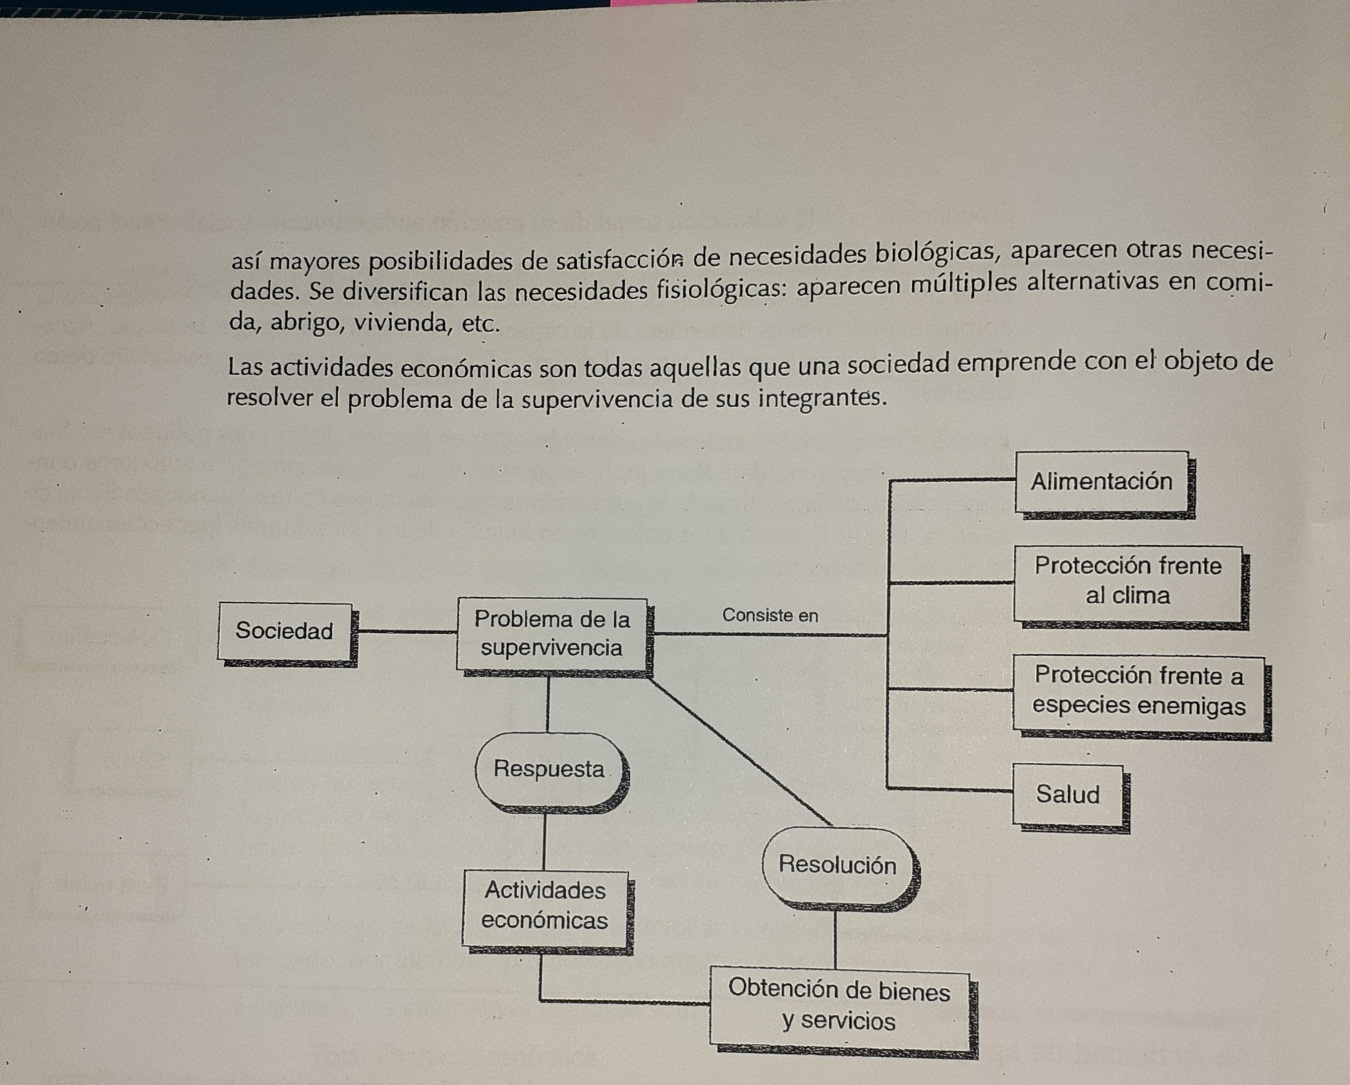 así mayores posibilidades de satisfacción de necesidades biológicas, aparecen otras necesi-
dades. Se diversifican las necesidades fisiológicas: aparecen múltiples alternativas en comi-
da, abrigo, vivienda, etc.
Las actividades económicas son todas aquellas que una sociedad emprende con el objeto de
resolver el problema de la supervivencia de sus integrantes.
Alimentación
Protección frente
al clima
Sociedad
Problema de la
supervivencia
Consiste en
Protección frente a
especies enemigas
Respuesta
Salud
Resolución
Actividades
económicas
Obtención de bienes
y servicios